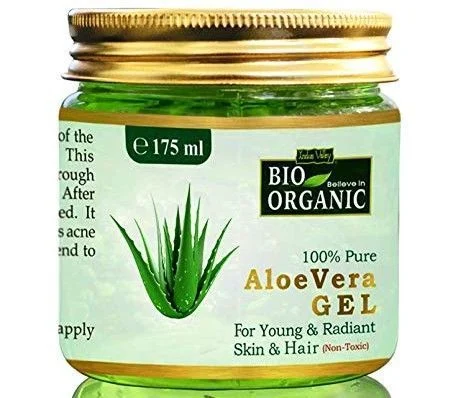 of the
This
rough
After
ed. It
s acne
end to
apply
e 175 ml
Indus Valley
BIO
Believe in
ORGANIC
100% Pure
AloeVera
GEL
For Young & Radiant
Skin & Hair (Non-Toxic)